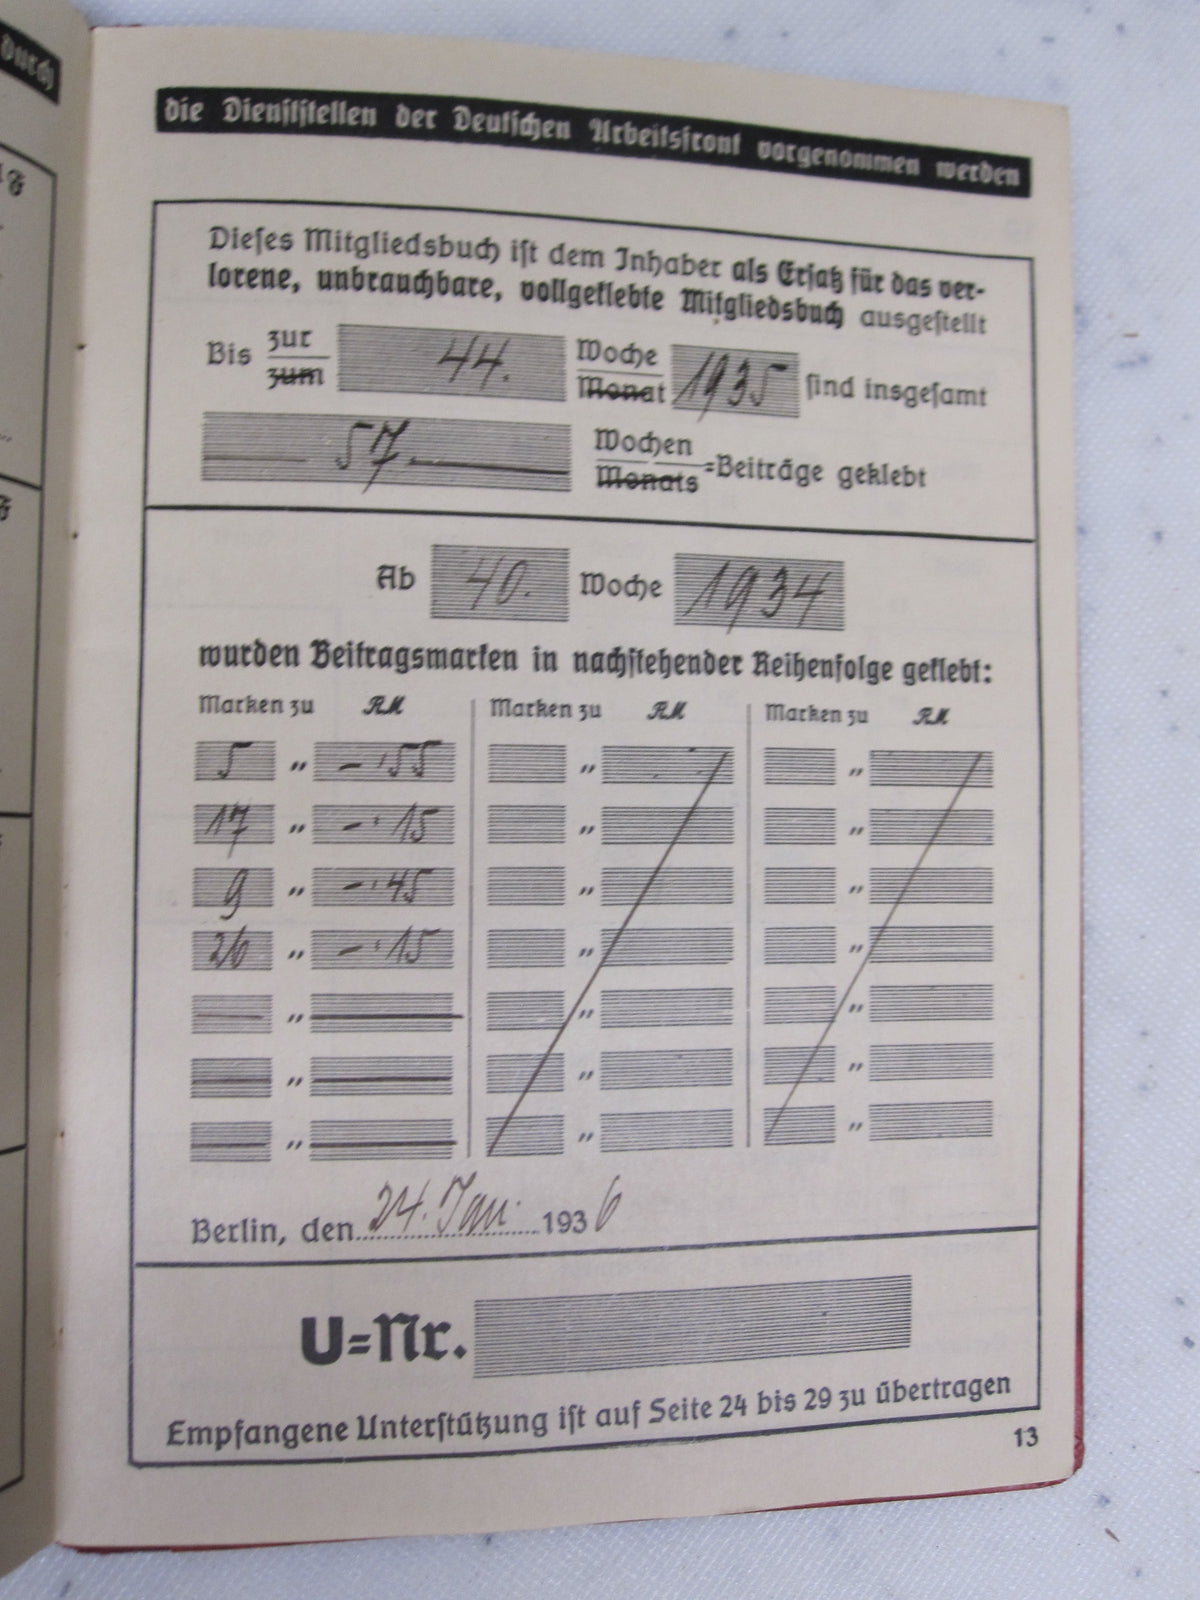 durch
die Dienststellen der Deutschen Arbeitsfront vorgenommen werden
Dieses Mitgliedsbuch ist dem Inhaber als Ersatz für das ver-
lorene, unbrauchbare, vollgeklebte Mitgliedsbuch ausgestellt
Bis zur 44. Woche 1935 sind insgesamt
zum Monat
57 Wochen
Monats =Beiträge geklebt
Ab 40. Woche 1934
wurden Beitragsmarken in nachstehender Reihenfolge geklebt:
Marken zu RM Marken zu RM Marken zu RM
5 „ –'55 „ „
17 „ –'15 „ „
9 „ –'45 „ „
26 „ –'15 „ „
„ „ „
„ „ „
„ „ „
Berlin, den 24. Jan. 1936
U=Nr.
Empfangene Unterstützung ist auf Seite 24 bis 29 zu übertragen
13